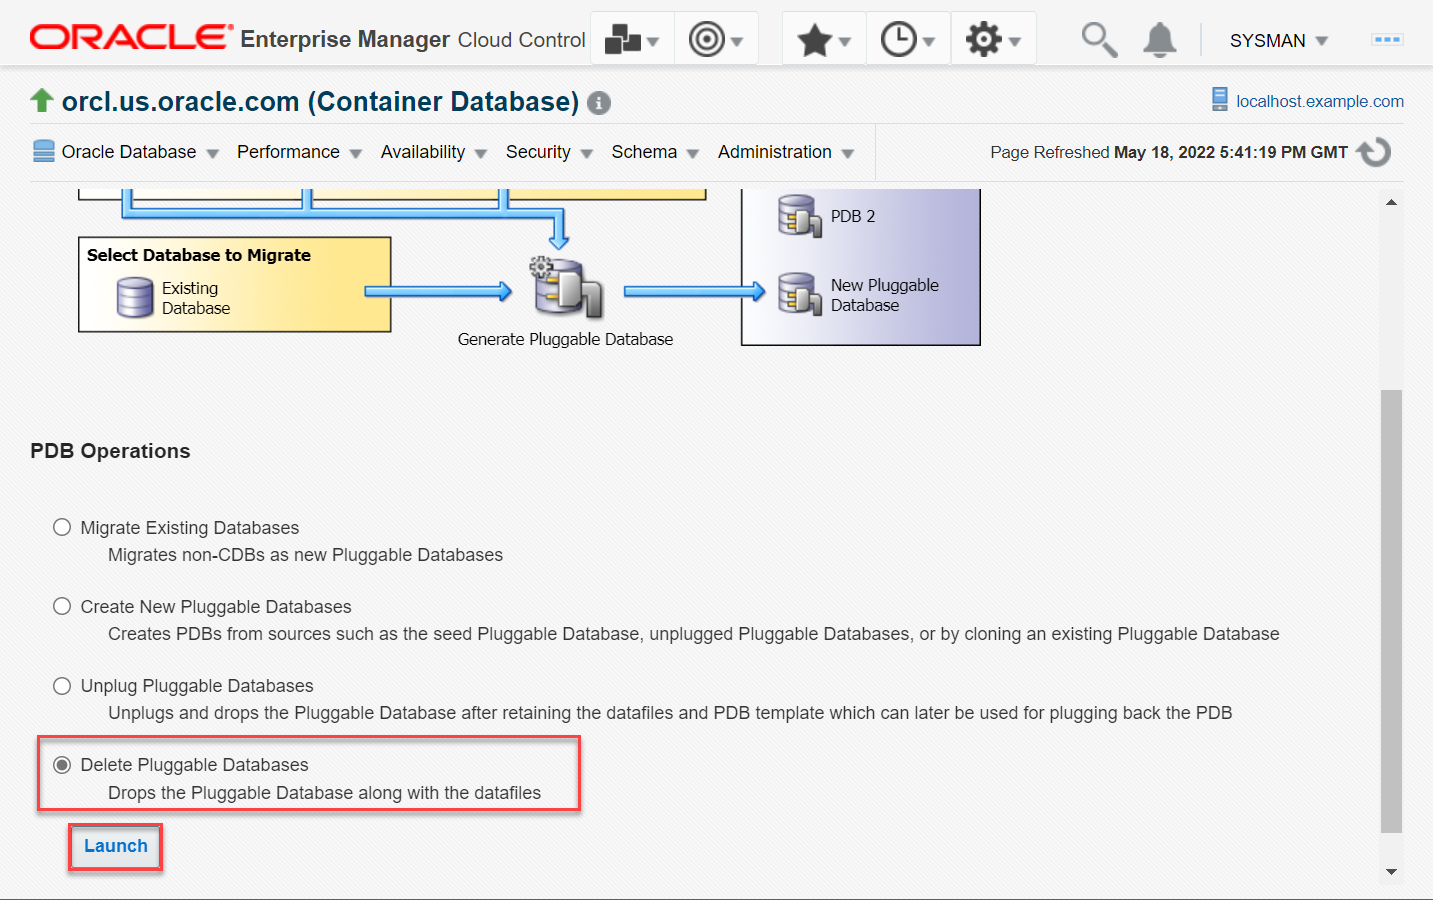 ORACLE Enterprise Manager Cloud Control
SYSMAN
orcl.us.oracle.com (Container Database)
localhost.example.com
Oracle Database Performance Availability Security Schema Administration
Page Refreshed May 18, 2022 5:41:19 PM GMT
PDB 2
Select Database to Migrate
Existing
Database
Generate Pluggable Database
New Pluggable
Database
PDB Operations
Migrate Existing Databases
Migrates non-CDBs as new Pluggable Databases
Create New Pluggable Databases
Creates PDBs from sources such as the seed Pluggable Database, unplugged Pluggable Databases, or by cloning an existing Pluggable Database
Unplug Pluggable Databases
Unplugs and drops the Pluggable Database after retaining the datafiles and PDB template which can later be used for plugging back the PDB
Delete Pluggable Databases
Drops the Pluggable Database along with the datafiles
Launch